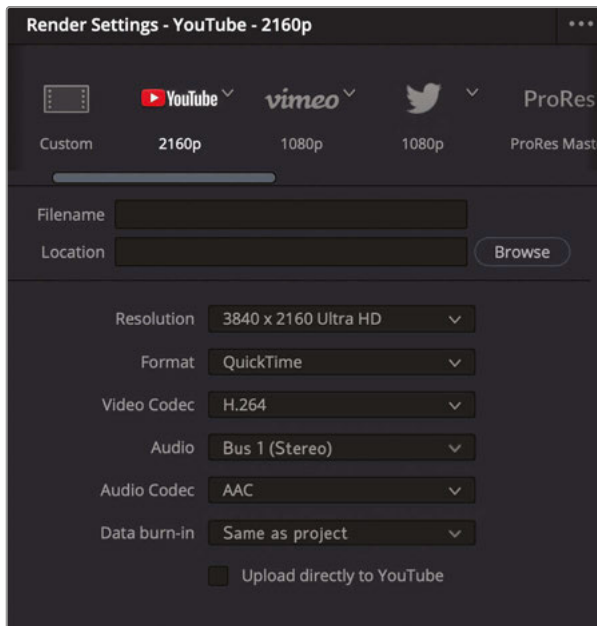 Render Settings - YouTube - 2160p
YouTube vimeo ProRes
Custom 2160p 1080p 1080p ProRes Mast
Filename
Location Browse
Resolution 3840 x 2160 Ultra HD
Format QuickTime
Video Codec H.264
Audio Bus 1 (Stereo)
Audio Codec AAC
Data burn-in Same as project
Upload directly to YouTube